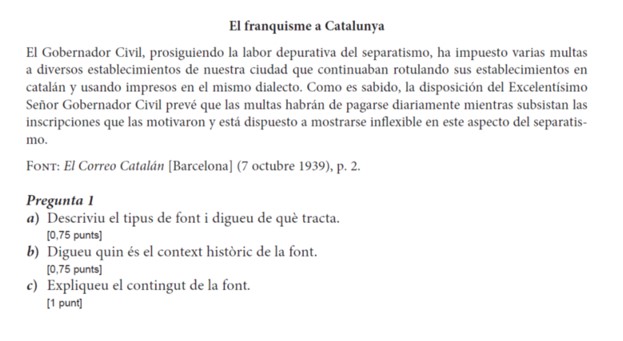 El franquisme a Catalunya
El Gobernador Civil, prosiguiendo la labor depurativa del separatismo, ha impuesto varias multas
a diversos establecimientos de nuestra ciudad que continuaban rotulando sus establecimientos en
catalán y usando impresos en el mismo dialecto. Como es sabido, la disposición del Excelentísimo
Señor Gobernador Civil prevé que las multas habrán de pagarse diariamente mientras subsistan las
inscripciones que las motivaron y está dispuesto a mostrarse inflexible en este aspecto del separatis-
mo.
FONT: El Correo Catalán [Barcelona] (7 octubre 1939), p. 2.
Pregunta 1
a) Descriviu el tipus de font i digueu de què tracta.
[0,75 punts]
b) Digueu quin és el context històric de la font.
[0,75 punts]
c) Expliqueu el contingut de la font.
[1 punt]